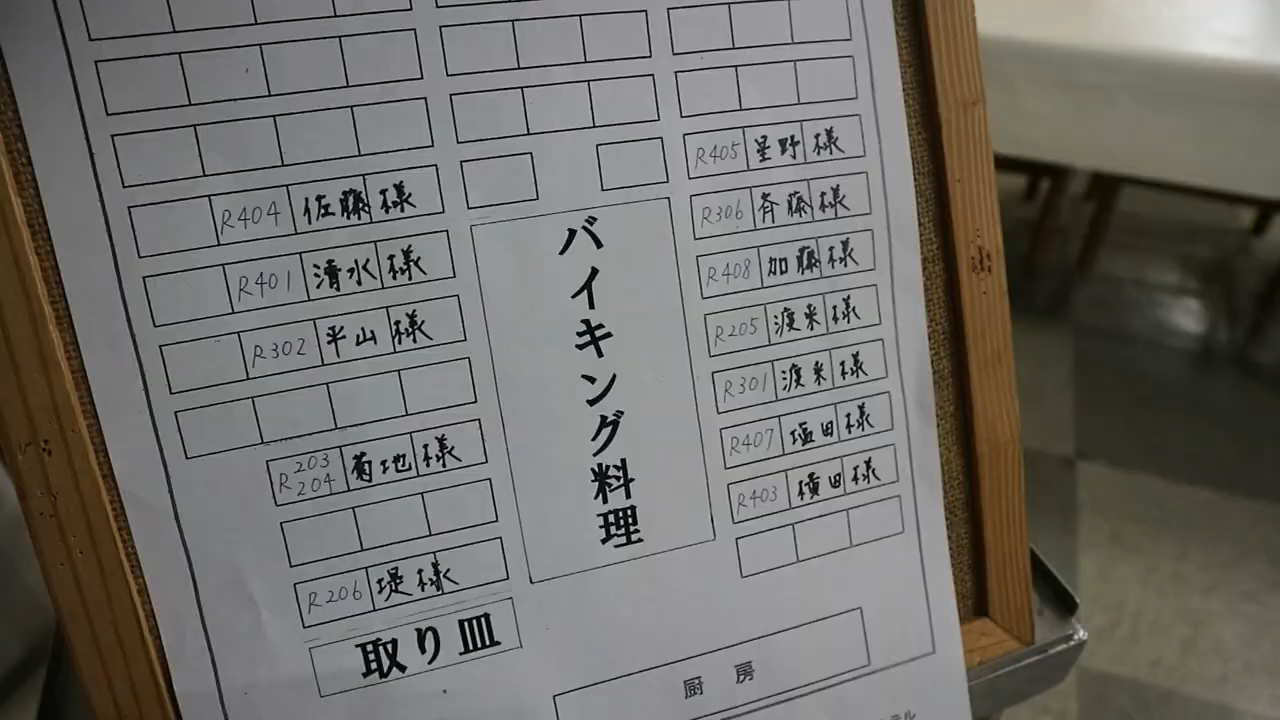 R404 佐藤様
R401 清水様
R302 平山様
R203 204 菊地様
R206 堤様
取り皿
バイキング料理
R405 星野様
R306 斉藤様
R408 加藤様
R205 渡来様
R301 渡来様
R407 塩田様
R403 横田様
厨房